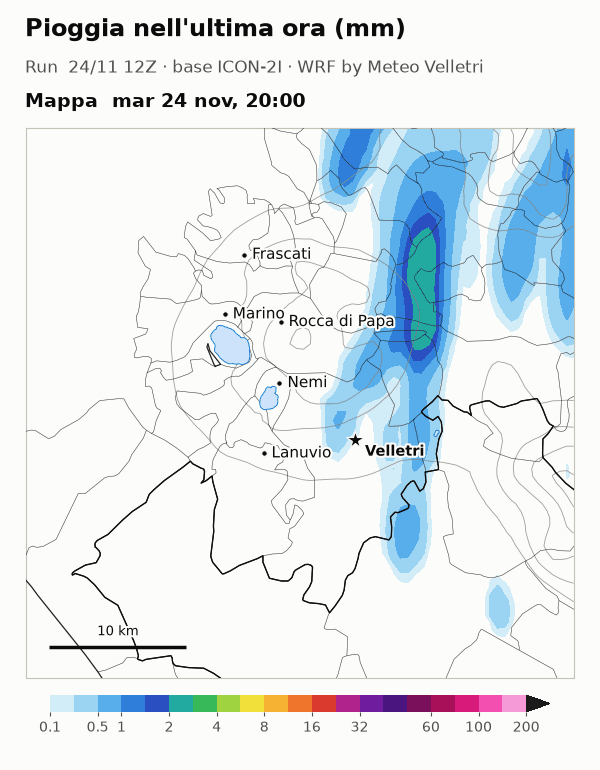 Pioggia nell'ultima ora (mm)
Run  24/11 12Z · base ICON-2I · WRF by Meteo Velletri
Mappa  mar 24 nov, 20:00
Frascati
Marino
Rocca di Papa
Nemi
Velletri
Lanuvio
10 km
0.1 0.5 1 2 4 8 16 32 60 100 200